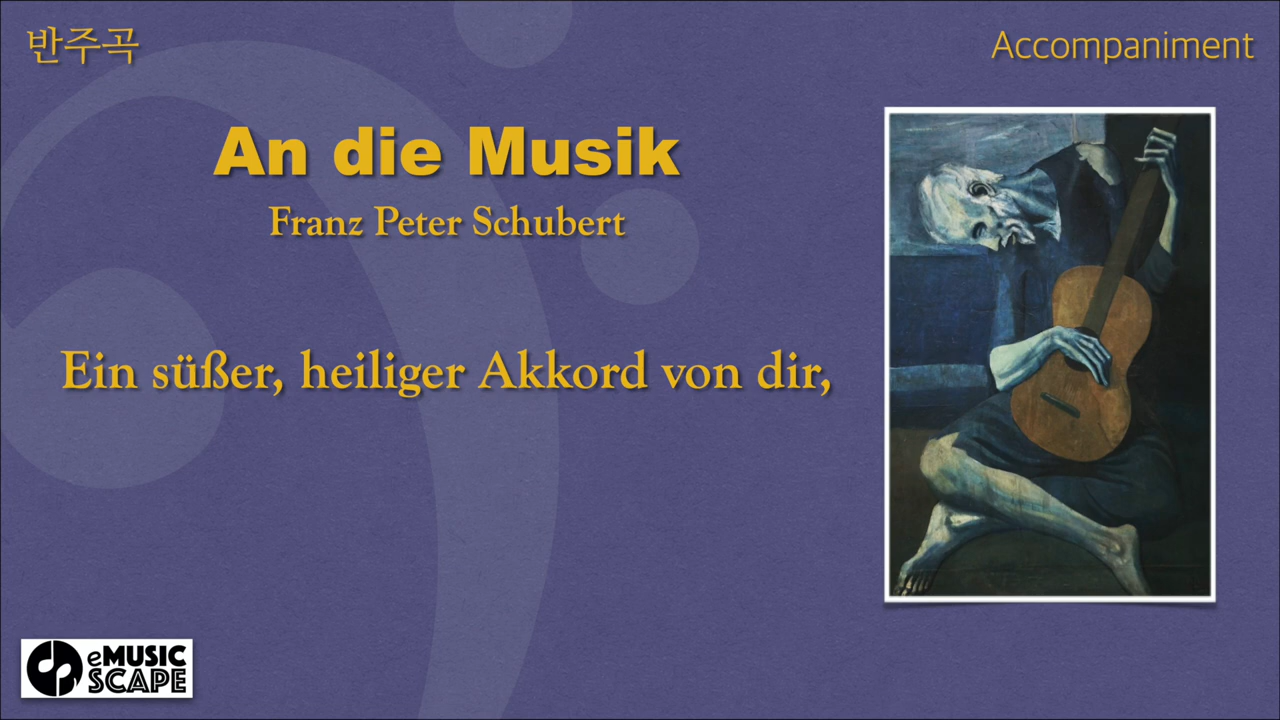 반주곡
Accompaniment
An die Musik
Franz Peter Schubert
Ein süßer, heiliger Akkord von dir,
eMUSIC
SCAPE